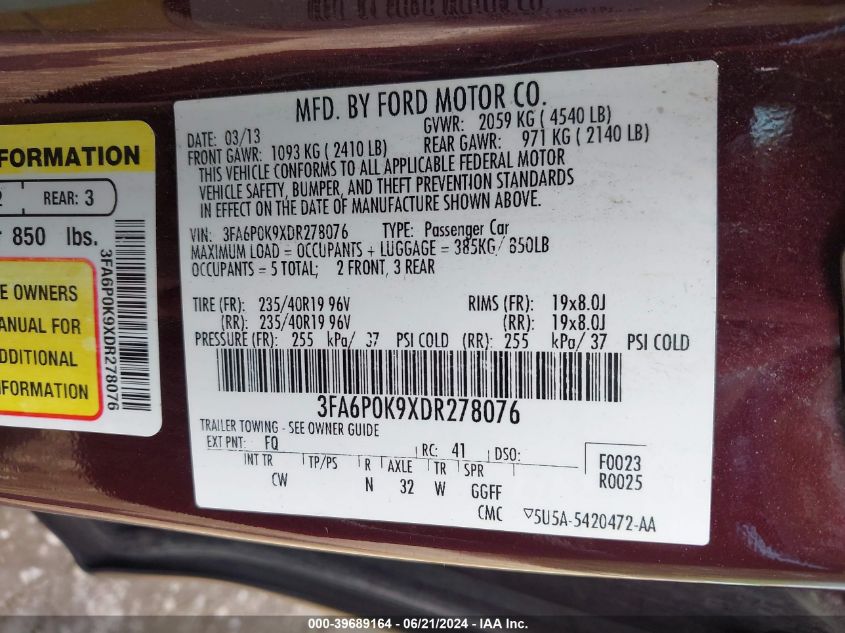 MFD. BY FORD MOTOR CO.
DATE: 03/13 GVWR: 2059 KG ( 4540 LB)
FRONT GAWR: 1093 KG ( 2410 LB) REAR GAWR: 971 KG ( 2140 LB)
THIS VEHICLE CONFORMS TO ALL APPLICABLE FEDERAL MOTOR
VEHICLE SAFETY, BUMPER, AND THEFT PREVENTION STANDARDS
IN EFFECT ON THE DATE OF MANUFACTURE SHOWN ABOVE.
VIN: 3FA6P0K9XDR278076 TYPE: Passenger Car
MAXIMUM LOAD = OCCUPANTS + LUGGAGE = 385KG/ 850LB
OCCUPANTS = 5 TOTAL; 2 FRONT, 3 REAR
TIRE (FR): 235/40R19 96V RIMS (FR): 19x8.0J
(RR): 235/40R19 96V (RR): 19x8.0J
PRESSURE (FR): 255 kPa/ 37 PSI COLD (RR): 255 kPa/ 37 PSI COLD
3FA6P0K9XDR278076
TRAILER TOWING - SEE OWNER GUIDE
EXT PNT: FQ RC: 41 DSO:
INT TR TP/PS R AXLE TR SPR
CW N 32 W GGFF
F0023
R0025
CMC ▽5U5A-5420472-AA
FORMATION
2 REAR: 3
r 850 lbs.
E OWNERS
ANUAL FOR
DDITIONAL
NFORMATION
3FA6P0K9XDR278076
000-39689164 - 06/21/2024 - IAA Inc.